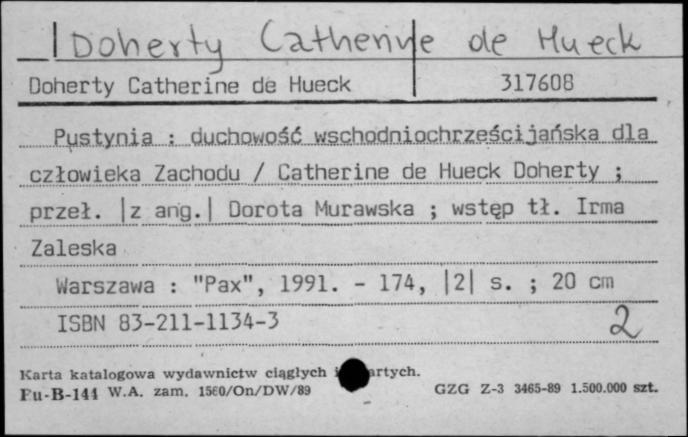 Doherty Catherine de Hueck
Doherty Catherine de Hueck 317608
Pustynia : duchowość wschodniochrześcijańska dla
człowieka Zachodu / Catherine de Hueck Doherty ;
przeł. |z ang.| Dorota Murawska ; wstęp tł. Irma
Zaleska
Warszawa : "Pax", 1991. - 174, |2| s. ; 20 cm
ISBN 83-211-1134-3 2
Karta katalogowa wydawnictw ciągłych
Pu-B-144 W.A. zam. 1560/On/DW/89 GZG Z-3 3465-89 1.500.000 szt.